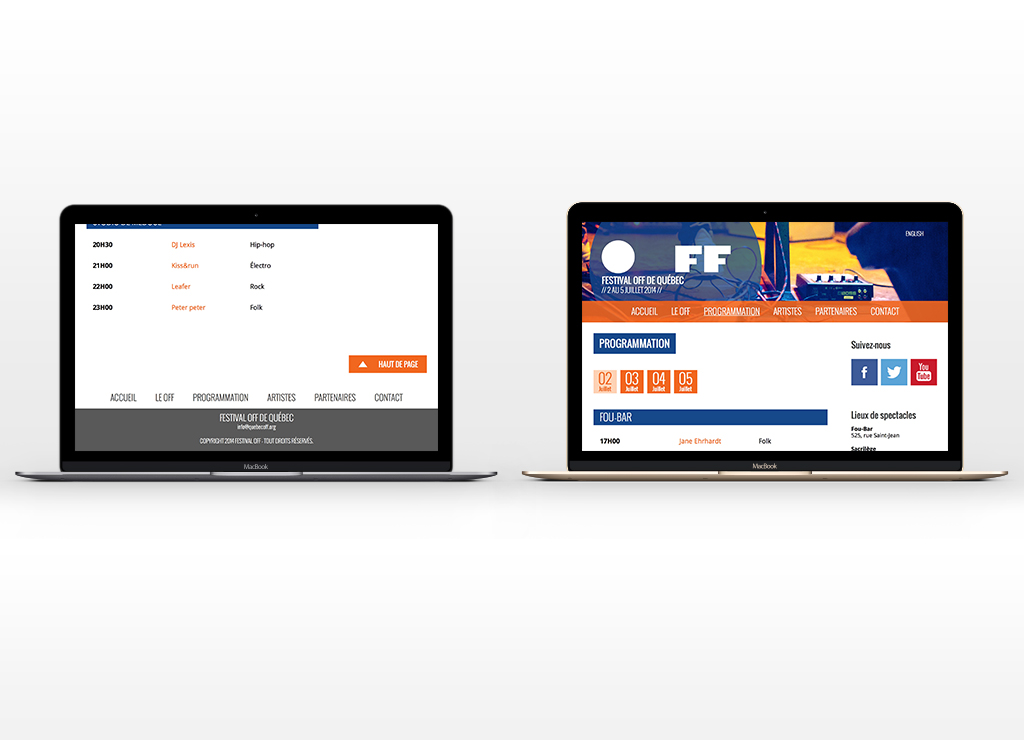 20H30 DJ Lexis Hip-hop
21H00 Kiss&run Électro
22H00 Leafer Rock
23H00 Peter peter Folk
HAUT DE PAGE
ACCUEIL LE OFF PROGRAMMATION ARTISTES PARTENAIRES CONTACT
FESTIVAL OFF DE QUÉBEC
info@quebecoff.org
COPYRIGHT 2014 FESTIVAL OFF - TOUT DROITS RÉSERVÉS.
MacBook
ENGLISH
FF
FESTIVAL OFF DE QUÉBEC
// 2 AU 5 JUILLET 2014 //
ACCUEIL LE OFF PROGRAMMATION ARTISTES PARTENAIRES CONTACT
PROGRAMMATION
02 Juillet
03 Juillet
04 Juillet
05 Juillet
FOU-BAR
17H00 Jane Ehrhardt Folk
Suivez-nous
f
You
Tube
Lieux de spectacles
Fou-Bar
525, rue Saint-Jean
Sacrilège
MacBook